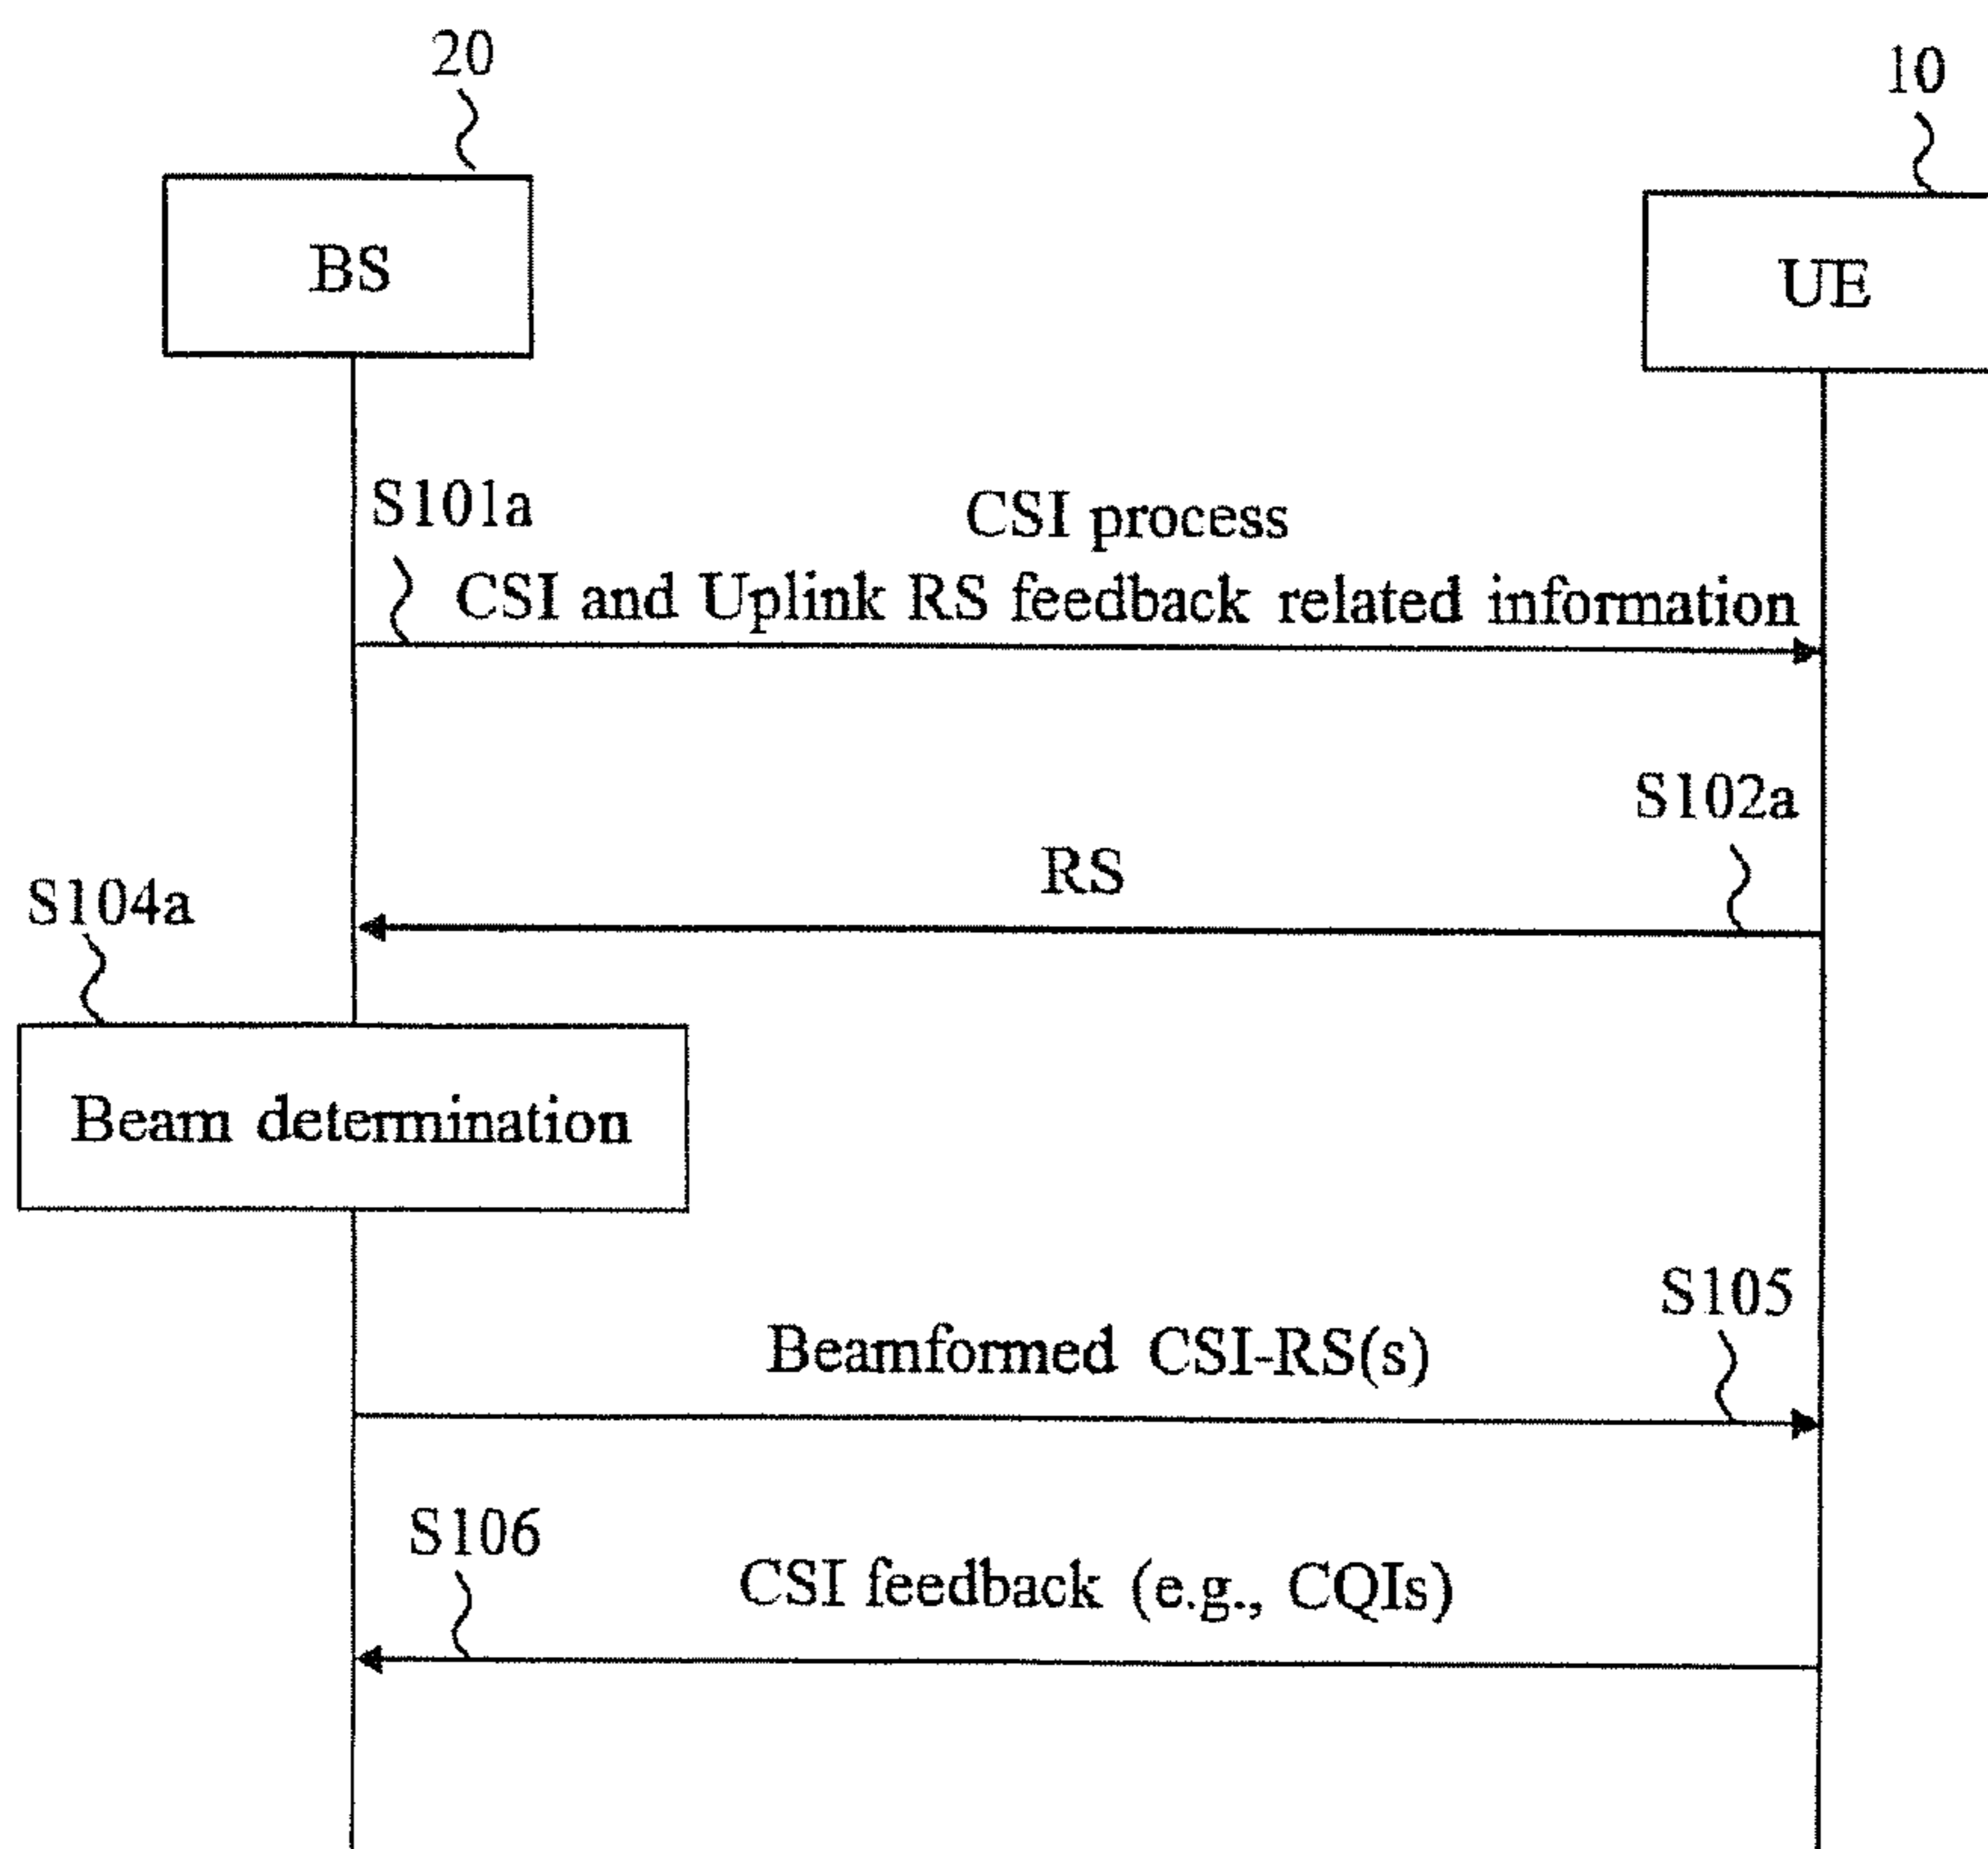 20
10
BS
UE
S101a
CSI process
CSI and Uplink RS feedback related information
S102a
RS
S104a
Beam determination
S105
Beamformed CSI-RS(s)
S106
CSI feedback (e.g., CQIs)